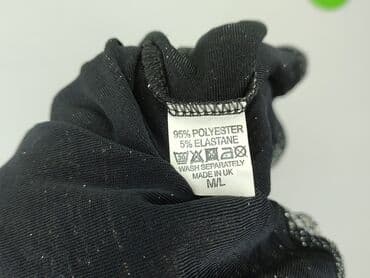 95% POLYESTER
5% ELASTANE
WASH SEPARATELY
MADE IN UK
M/L